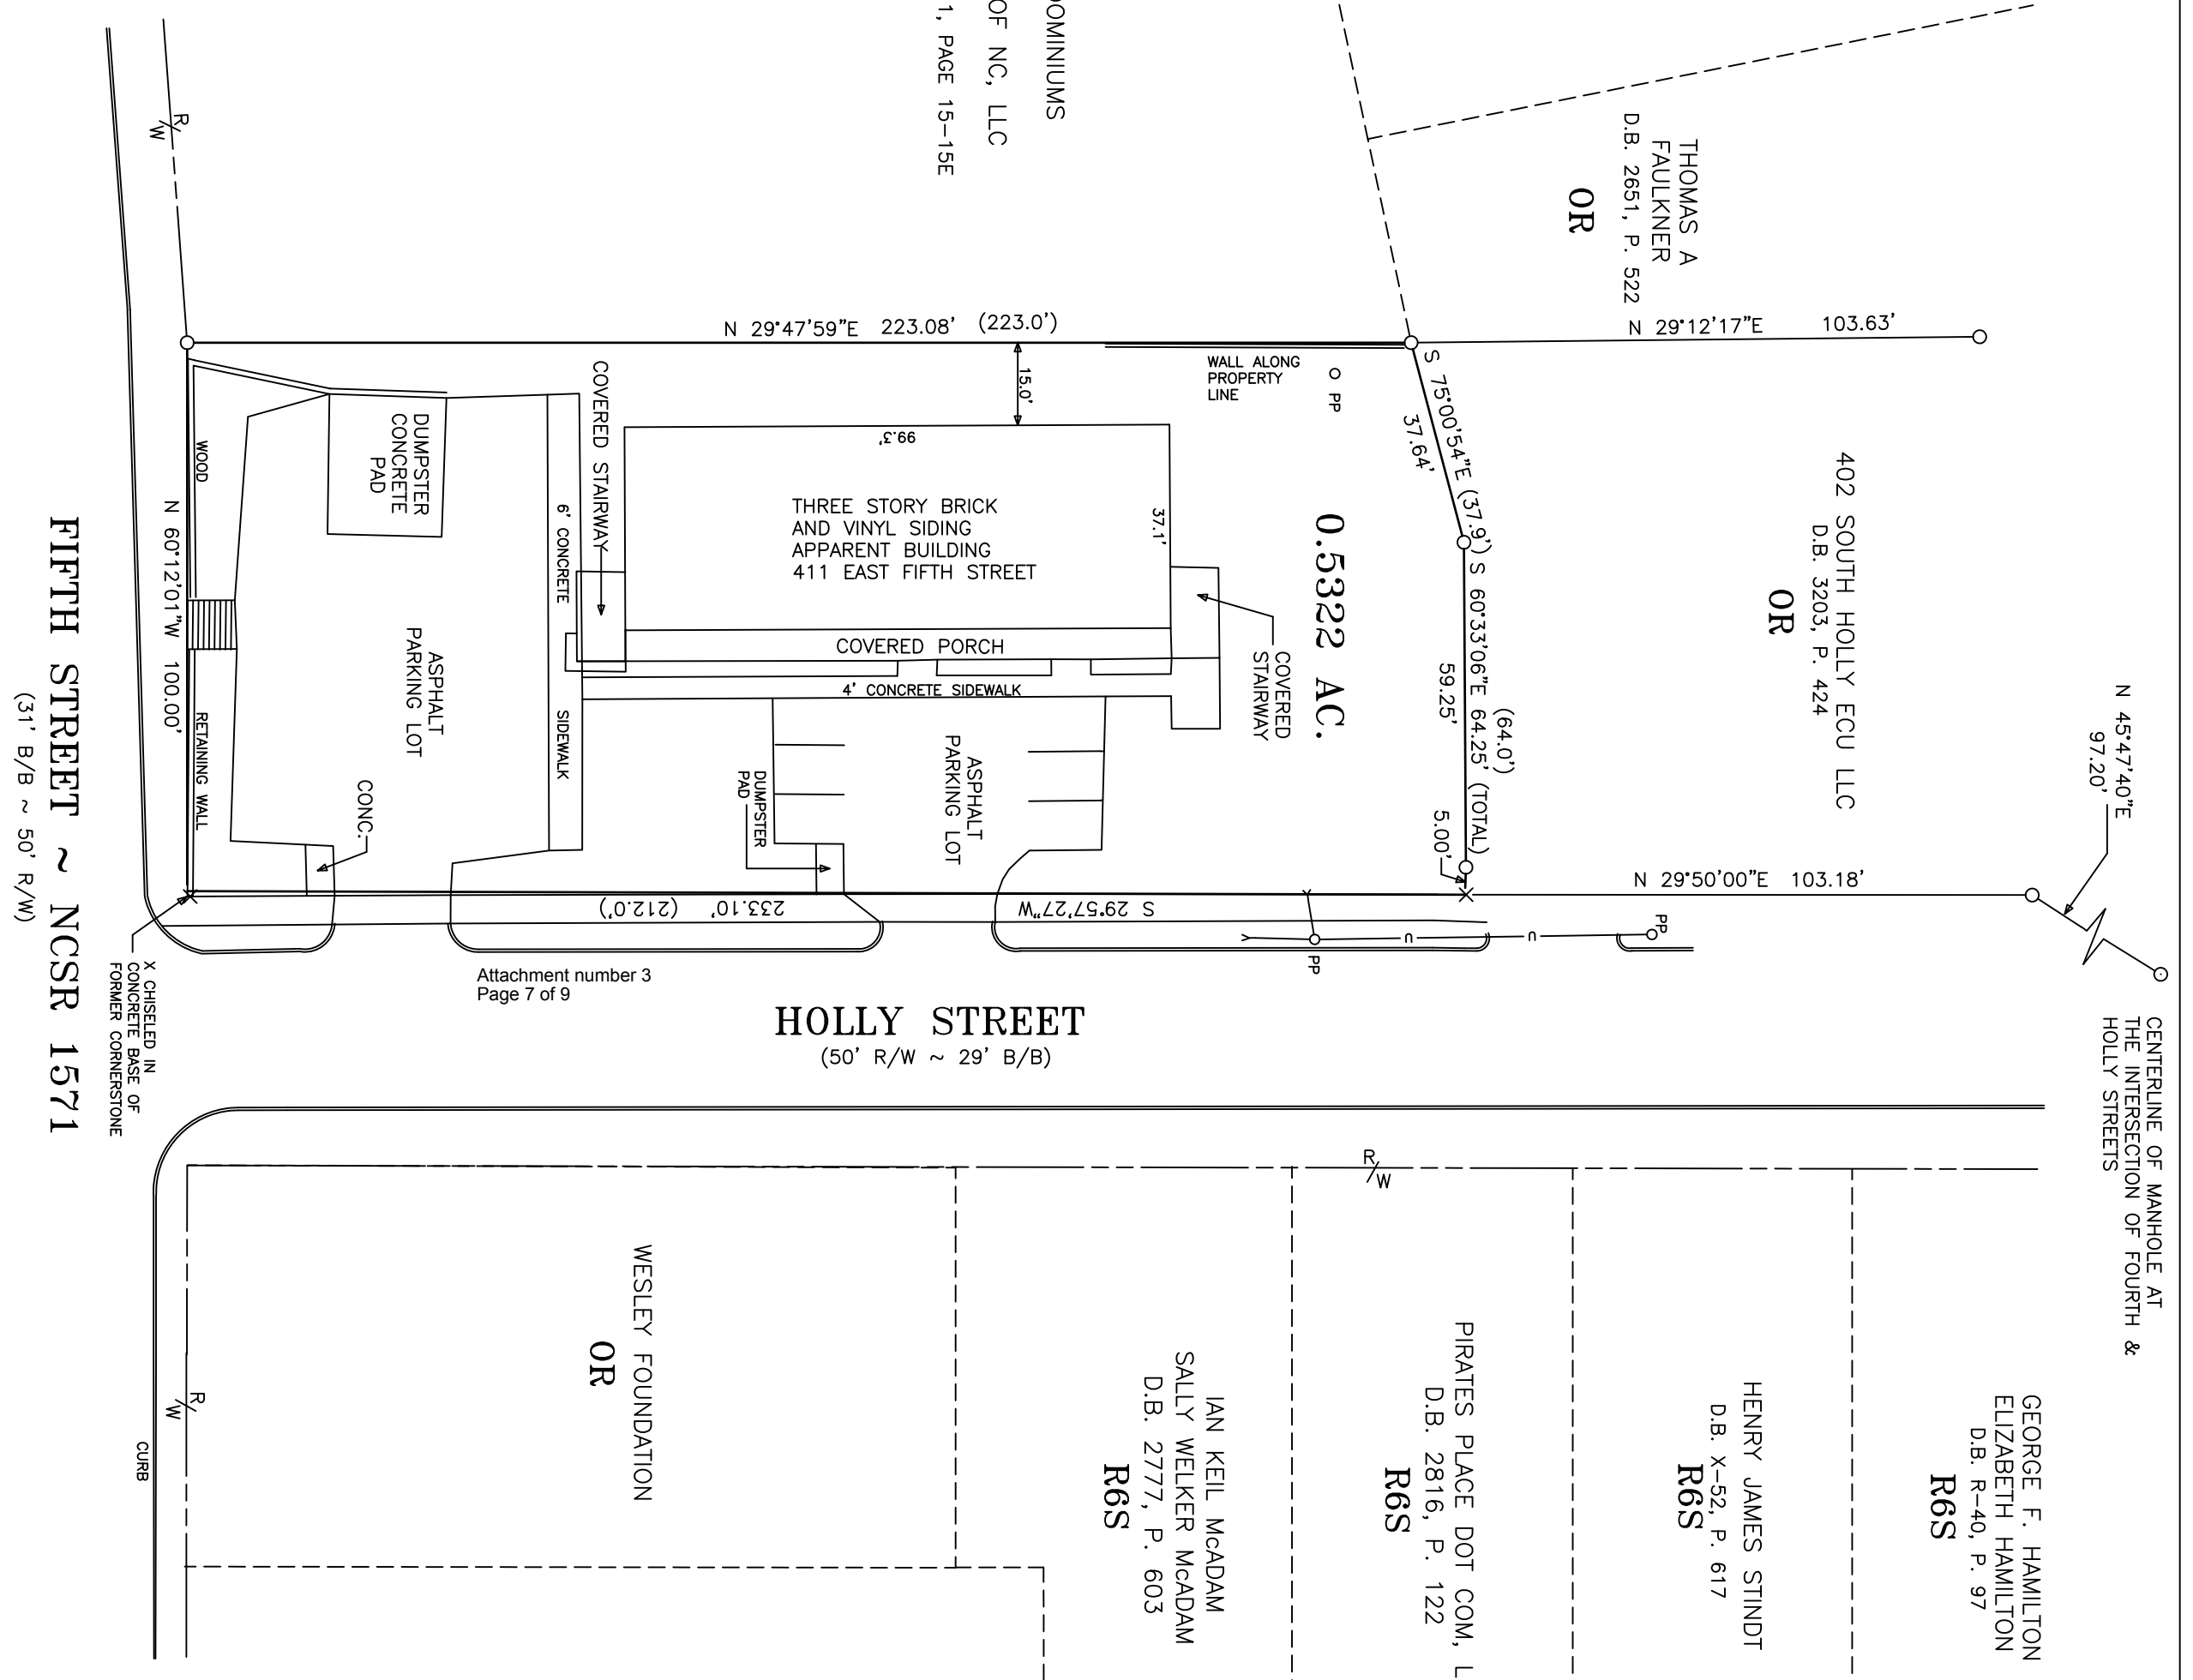 DOMINIUMS
OF NC, LLC
1, PAGE 15-15E
THOMAS A
FAULKNER
D.B. 2651, P. 522
OR
R/W
N 29°47'59"E 223.08' (223.0')
N 29°12'17"E 103.63'
15.0'
WALL ALONG
PROPERTY
LINE
PP
S 75°00'54"E (37.9')
37.64'
S 60°33'06"E 64.25' (TOTAL)
(64.0')
59.25'
5.00'
402 SOUTH HOLLY ECU LLC
D.B. 3203, P. 424
OR
N 45°47'40"E
97.20'
0.5322 AC.
COVERED STAIRWAY
99.3'
37.1'
THREE STORY BRICK
AND VINYL SIDING
APPARENT BUILDING
411 EAST FIFTH STREET
COVERED PORCH
4' CONCRETE SIDEWALK
COVERED
STAIRWAY
DUMPSTER
CONCRETE
PAD
WOOD
RETAINING WALL
6' CONCRETE
SIDEWALK
ASPHALT
PARKING LOT
ASPHALT
PARKING LOT
DUMPSTER
PAD
CONC.
N 60°12'01"W 100.00'
FIFTH STREET ~ NCSR 1571
(31' B/B ~ 50' R/W)
S 29°57'27"W
233.10' (212.0')
N 29°50'00"E 103.18'
U
U
PP
PP
X CHISELED IN
CONCRETE BASE OF
FORMER CORNERSTONE
Attachment number 3
Page 7 of 9
HOLLY STREET
(50' R/W ~ 29' B/B)
CENTERLINE OF MANHOLE AT
THE INTERSECTION OF FOURTH &
HOLLY STREETS
R/W
R/W
CURB
WESLEY FOUNDATION
OR
IAN KEIL McADAM
SALLY WELKER McADAM
D.B. 2777, P. 603
R6S
PIRATES PLACE DOT COM, L
D.B. 2816, P. 122
R6S
HENRY JAMES STINDT
D.B. X-52, P. 617
R6S
GEORGE F. HAMILTON
ELIZABETH HAMILTON
D.B. R-40, P. 97
R6S